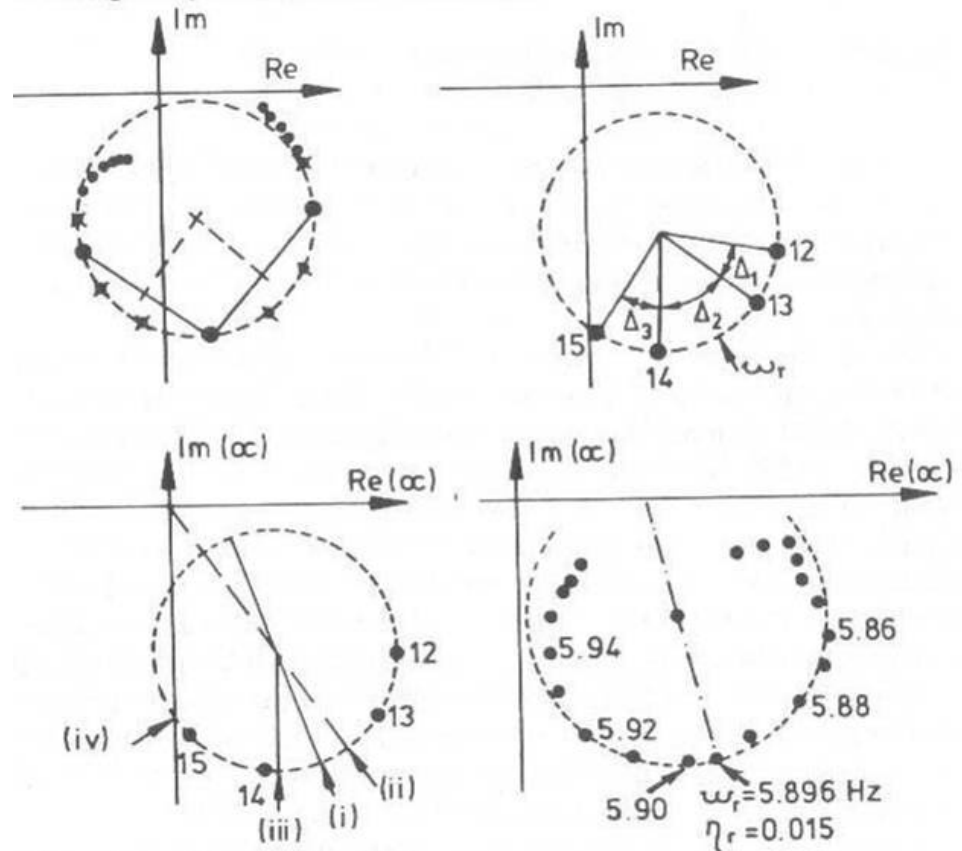 Im
Re
Im
Re
12
Δ1
13
Δ2
Δ3
15
14
ωr
Im (α)
Re (α)
12
13
(iv)
15
14
(iii)
(i)
(ii)
Im (α)
Re (α)
5.86
5.94
5.88
5.92
5.90
ωr=5.896 Hz
ηr=0.015